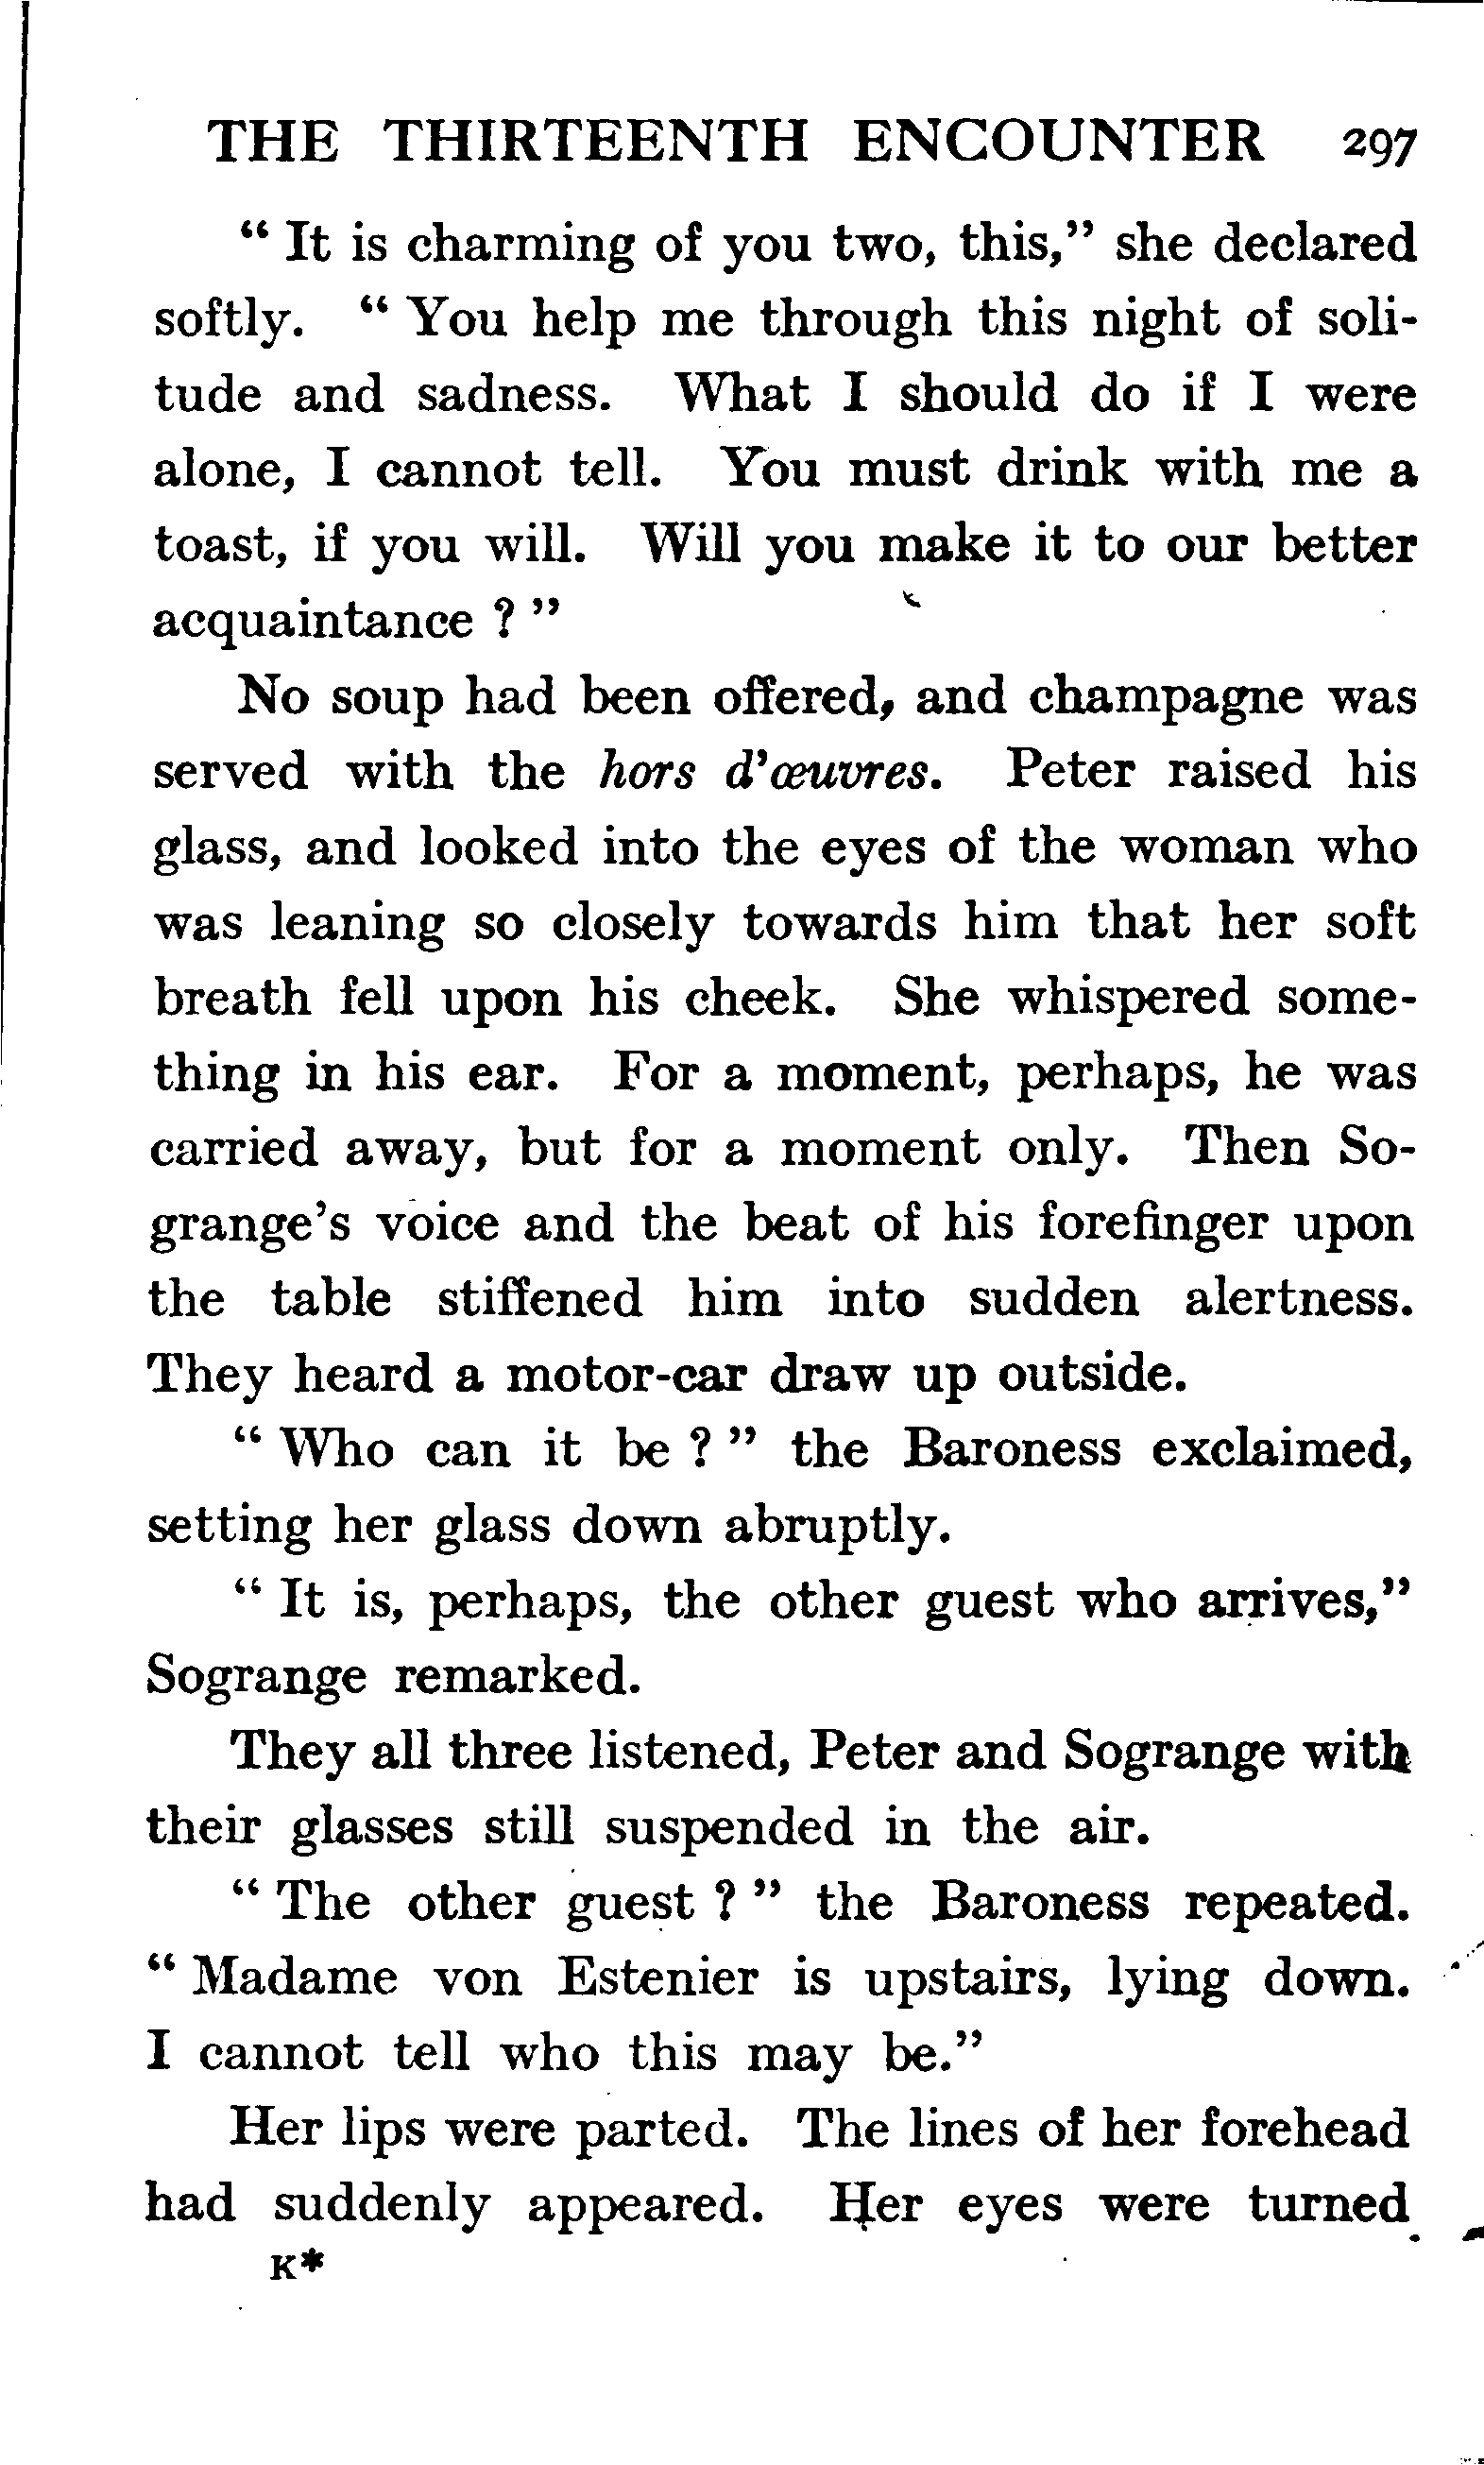 THE THIRTEENTH ENCOUNTER 297
“ It is charming of you two, this,” she declared
softly. “ You help me through this night of soli-
tude and sadness. What I should do if I were
alone, I cannot tell. You must drink with me a
toast, if you will. Will you make it to our better
acquaintance ? ”
No soup had been offered, and champagne was
served with the hors d’œuvres. Peter raised his
glass, and looked into the eyes of the woman who
was leaning so closely towards him that her soft
breath fell upon his cheek. She whispered some-
thing in his ear. For a moment, perhaps, he was
carried away, but for a moment only. Then So-
grange’s voice and the beat of his forefinger upon
the table stiffened him into sudden alertness.
They heard a motor-car draw up outside.
“ Who can it be ? ” the Baroness exclaimed,
setting her glass down abruptly.
“ It is, perhaps, the other guest who arrives,”
Sogrange remarked.
They all three listened, Peter and Sogrange with
their glasses still suspended in the air.
“ The other guest ? ” the Baroness repeated.
“ Madame von Estenier is upstairs, lying down.
I cannot tell who this may be.”
Her lips were parted. The lines of her forehead
had suddenly appeared. Her eyes were turned
K*